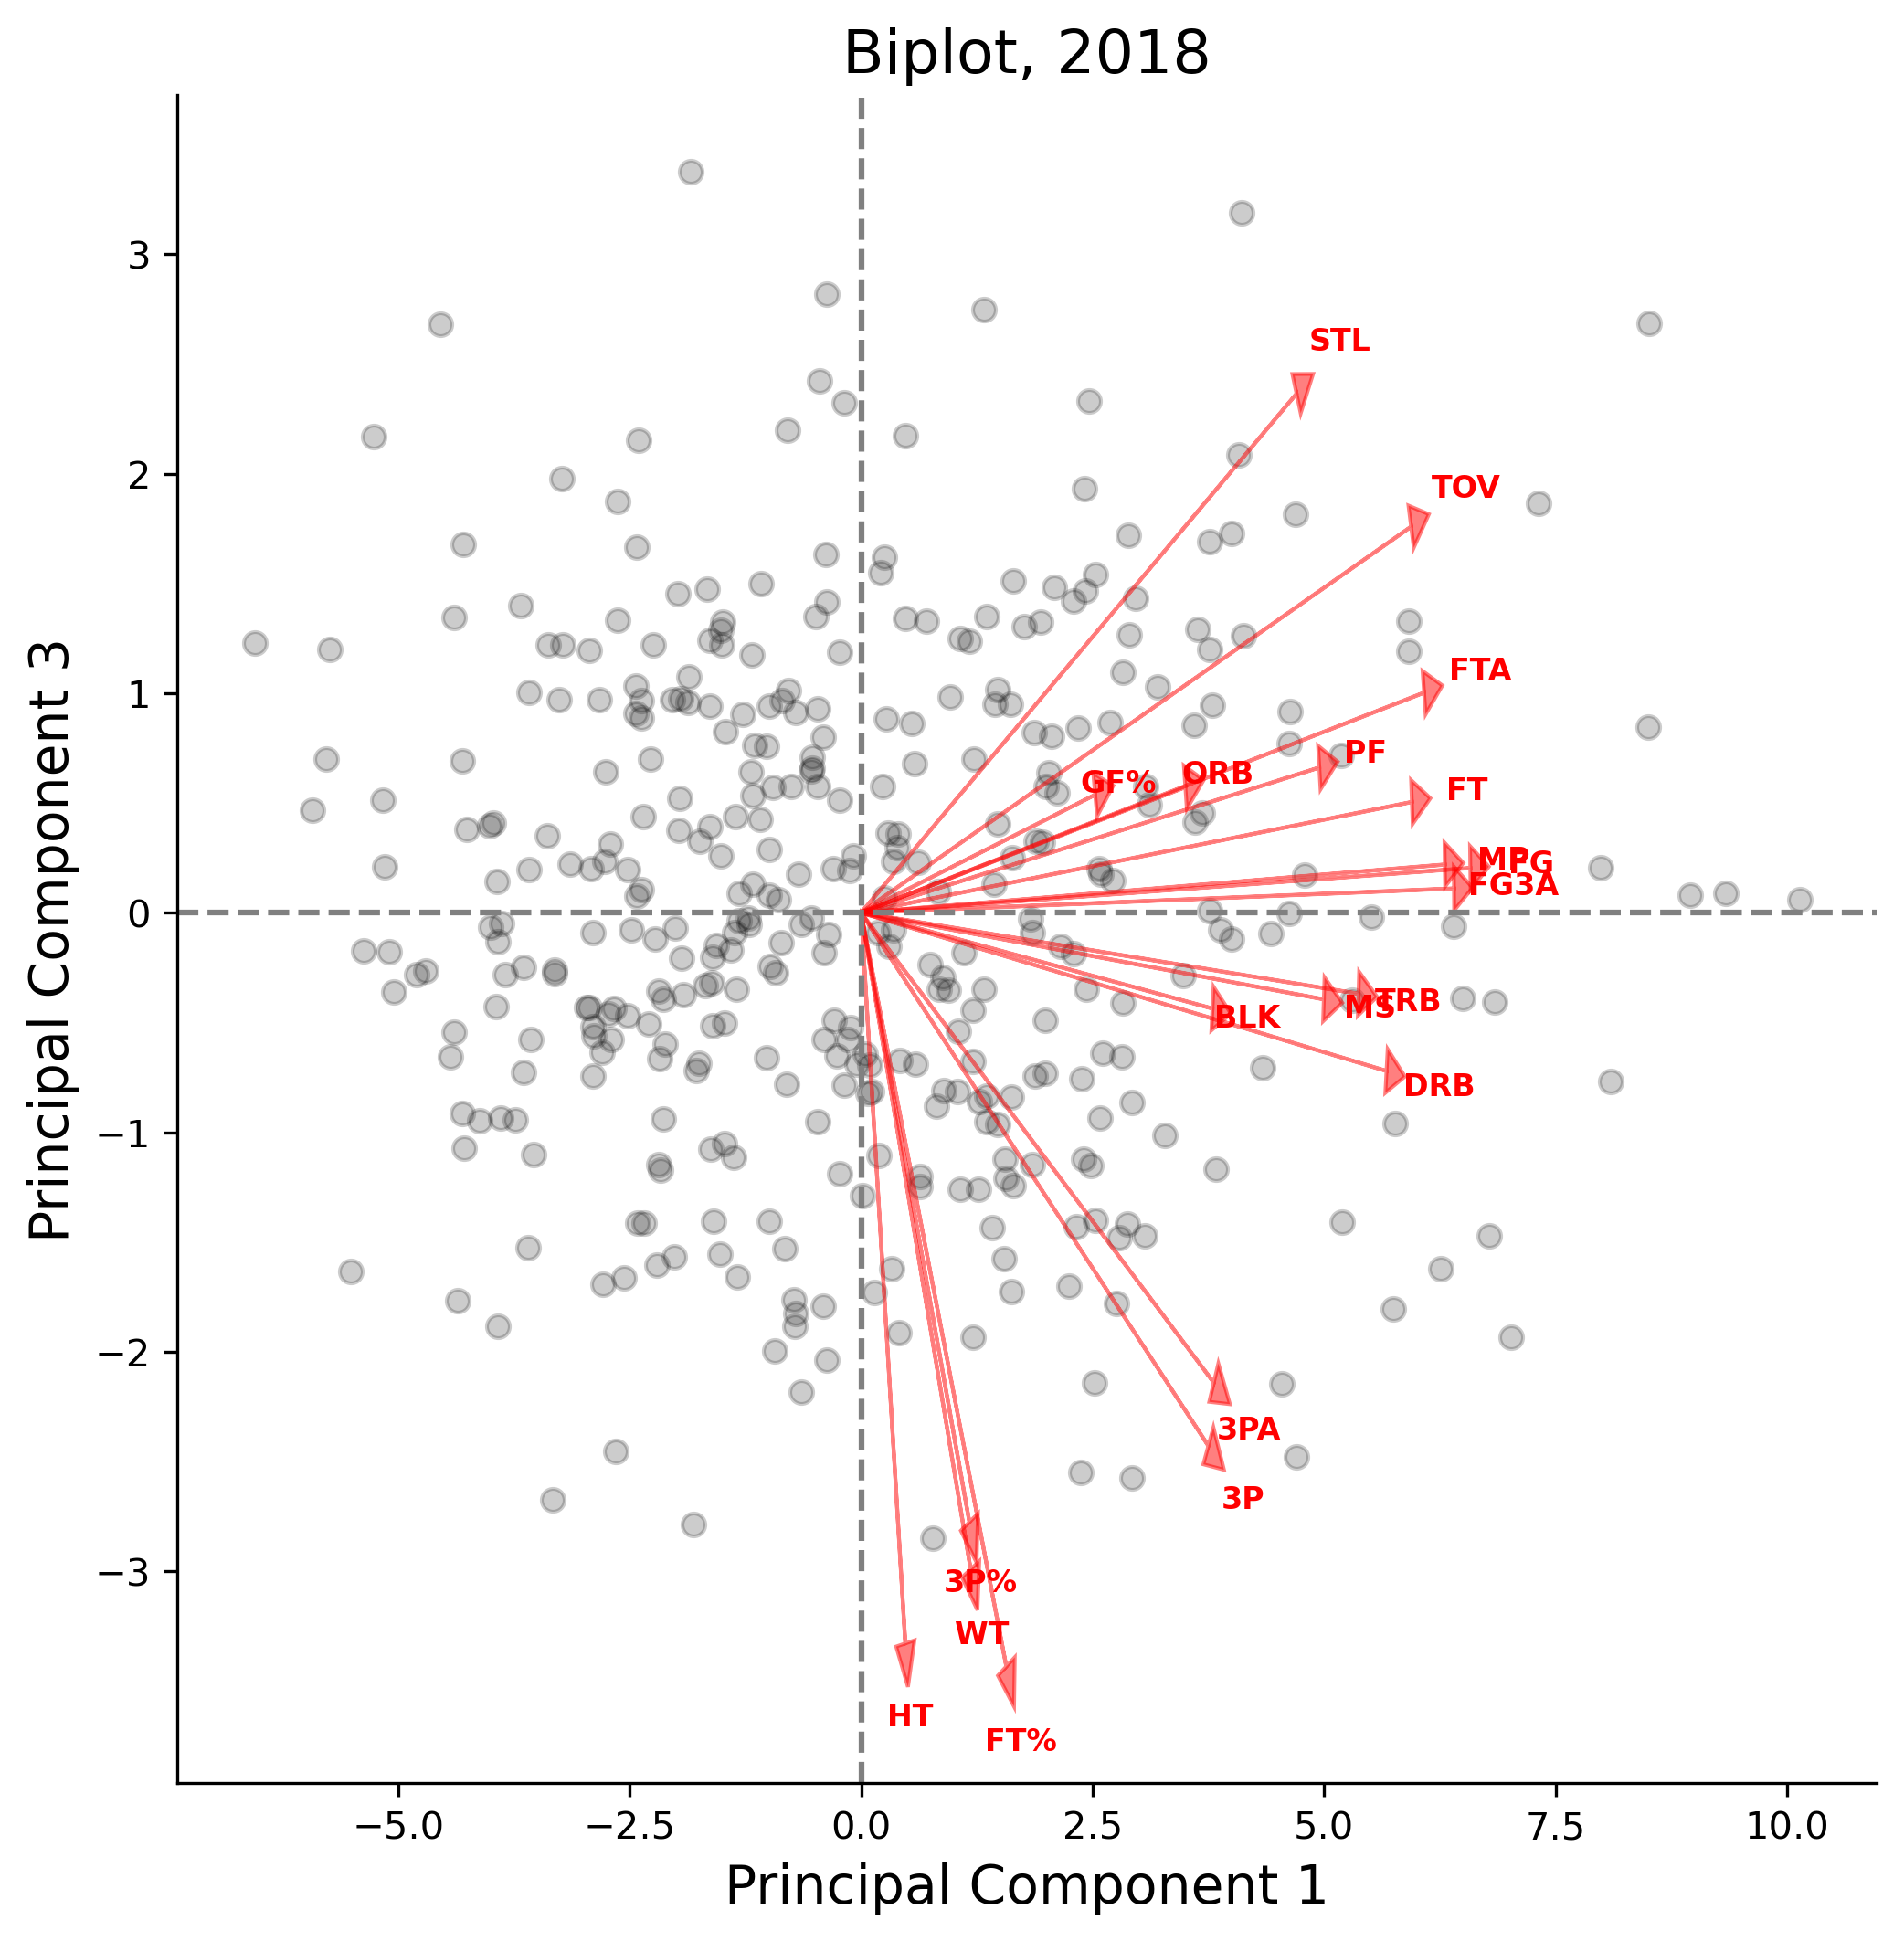 Biplot, 2018
Principal Component 3
3
2
1
0
−1
−2
−3
STL
TOV
FTA
PF
GF%
ORB
FT
MP
FG
FG3A
TRB
MS
BLK
DRB
3PA
3P
3P%
WT
HT
FT%
−5.0
−2.5
0.0
2.5
5.0
7.5
10.0
Principal Component 1